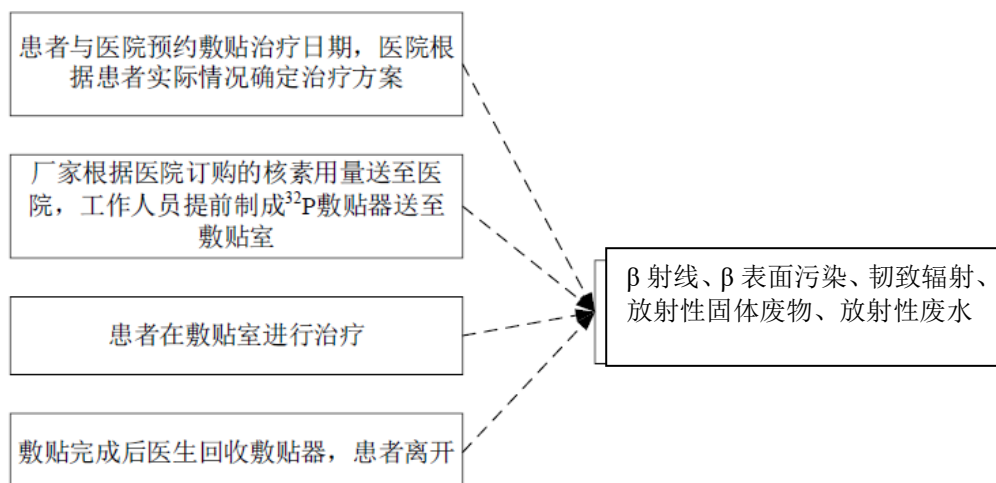 患者与医院预约敷贴治疗日期，医院根
据患者实际情况确定治疗方案
厂家根据医院订购的核素用量送至医
院，工作人员提前制成³²P敷贴器送至
敷贴室
患者在敷贴室进行治疗
敷贴完成后医生回收敷贴器，患者离开
β 射线、β 表面污染、韧致辐射、
放射性固体废物、放射性废水